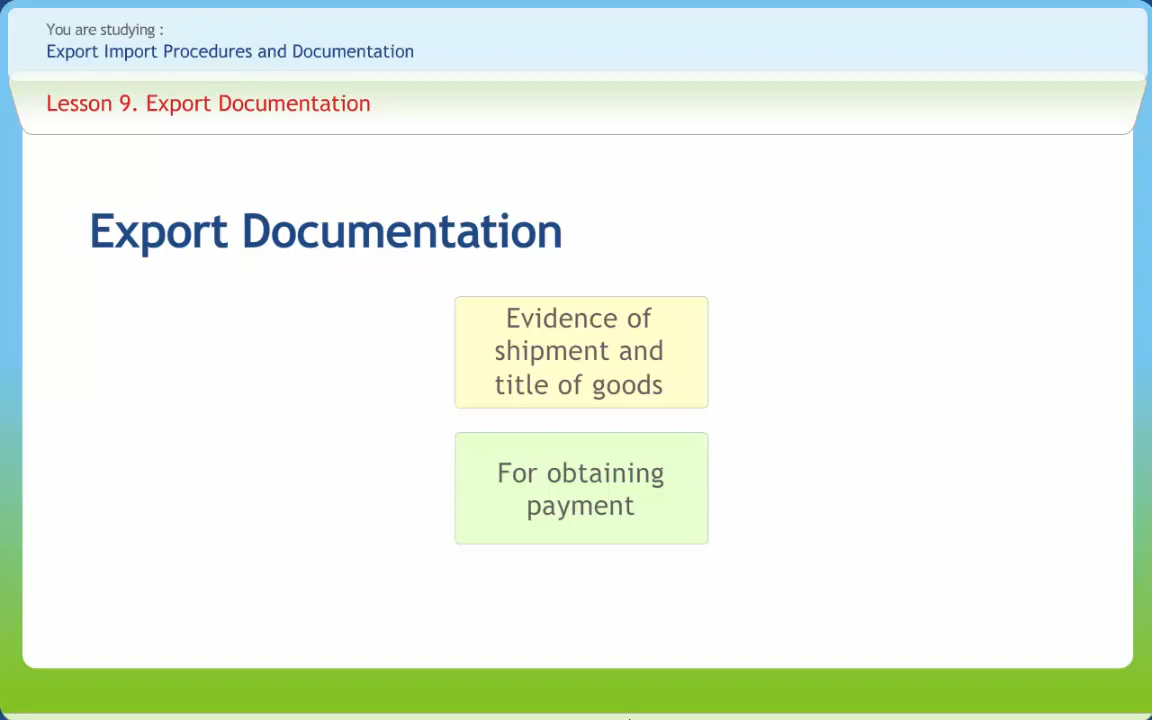 You are studying :
Export Import Procedures and Documentation
Lesson 9. Export Documentation
Export Documentation
Evidence of
shipment and
title of goods
For obtaining
payment